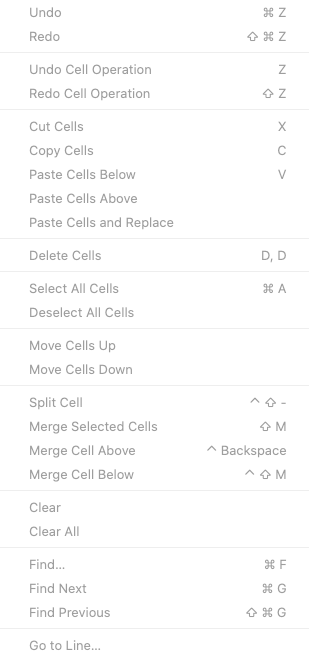 Undo ⌘ Z
Redo ⇧ ⌘ Z
Undo Cell Operation Z
Redo Cell Operation ⇧ Z
Cut Cells X
Copy Cells C
Paste Cells Below V
Paste Cells Above
Paste Cells and Replace
Delete Cells D, D
Select All Cells ⌘ A
Deselect All Cells
Move Cells Up
Move Cells Down
Split Cell ⌃ ⇧ -
Merge Selected Cells ⇧ M
Merge Cell Above ⌃ Backspace
Merge Cell Below ⌃ ⇧ M
Clear
Clear All
Find... ⌘ F
Find Next ⌘ G
Find Previous ⇧ ⌘ G
Go to Line...